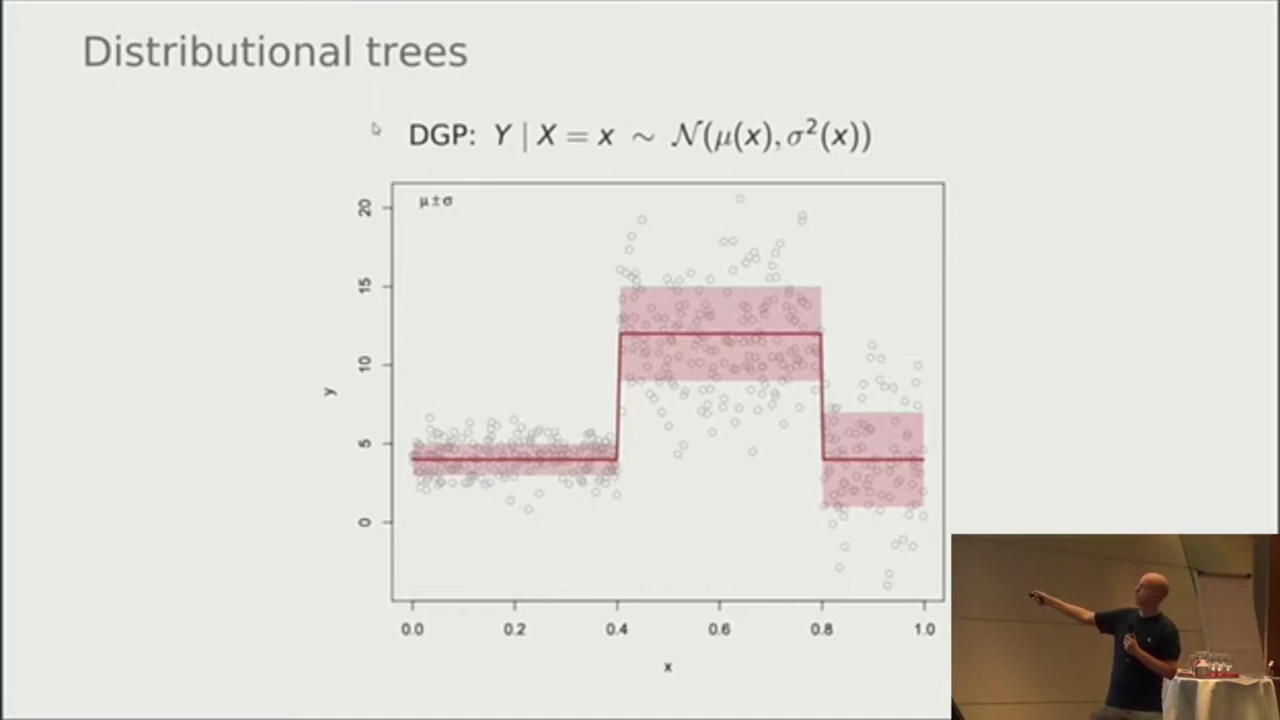 Distributional trees
DGP: Y | X = x ∼ 𝒩(μ(x), σ²(x))
μ±σ
20
15
10
5
0
y
0.0 0.2 0.4 0.6 0.8 1.0
x